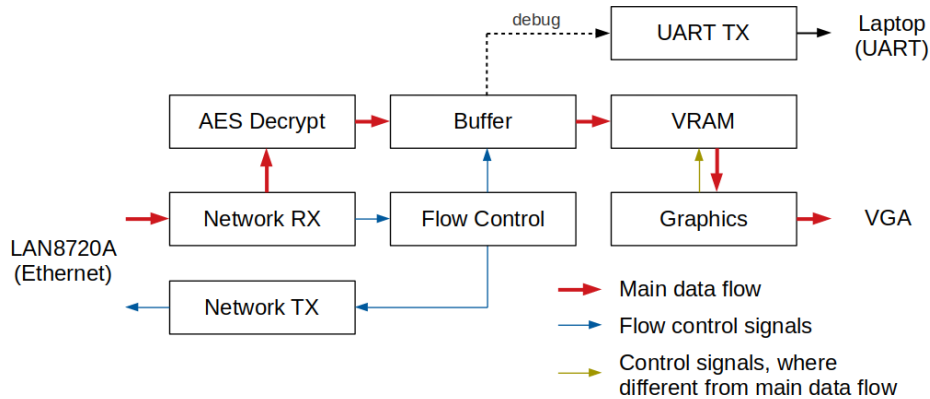 debug
UART TX
Laptop
(UART)
AES Decrypt
Buffer
VRAM
Network RX
Flow Control
Graphics
VGA
LAN8720A
(Ethernet)
Network TX
Main data flow
Flow control signals
Control signals, where
different from main data flow